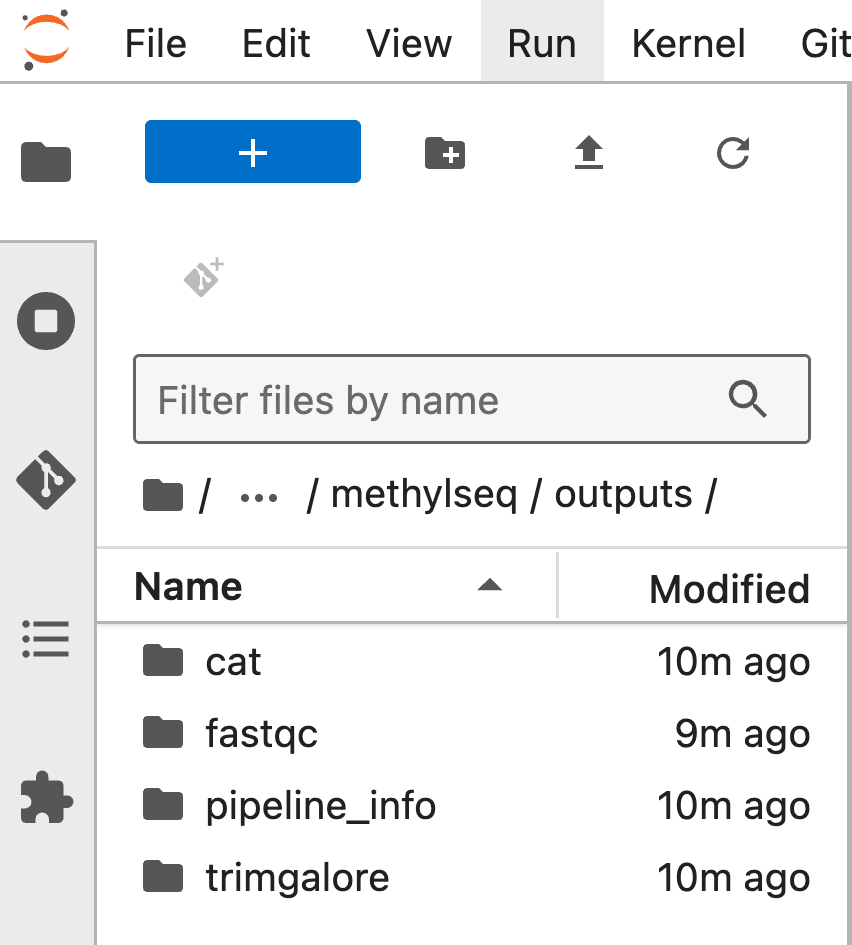 File Edit View Run Kernel Git
+
Filter files by name
/ ... / methylseq / outputs /
Name Modified
cat 10m ago
fastqc 9m ago
pipeline_info 10m ago
trimgalore 10m ago